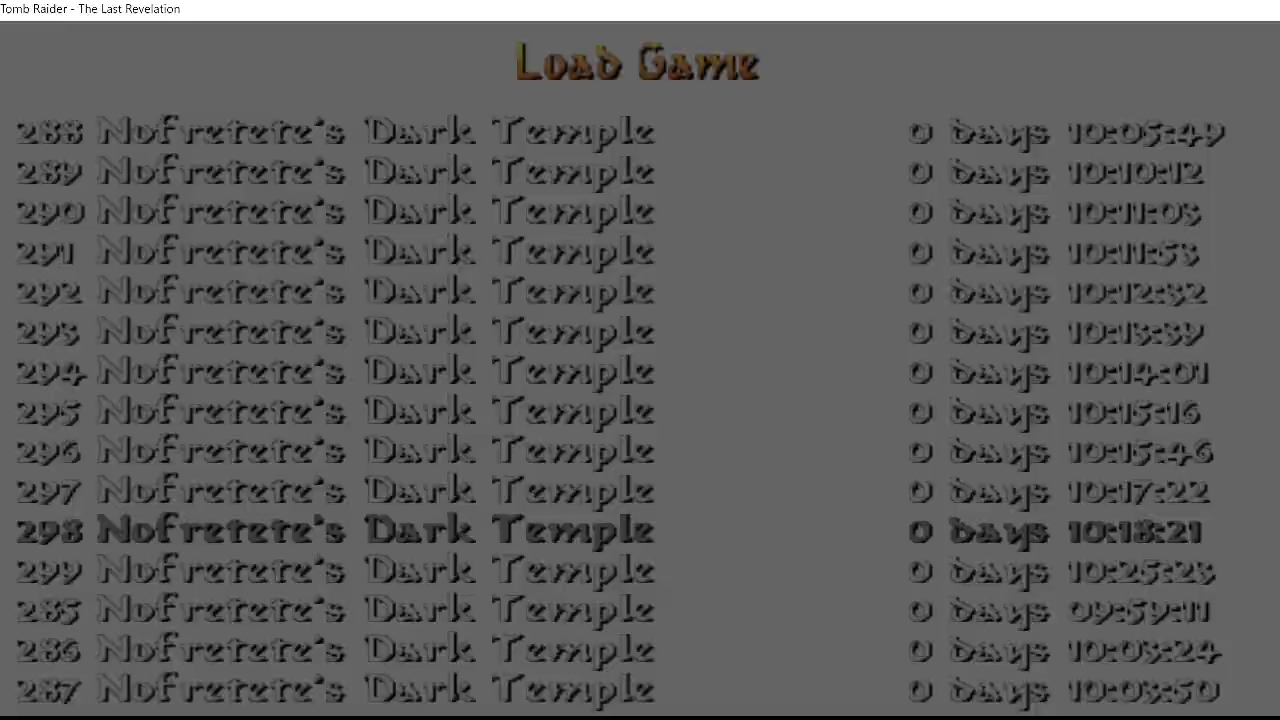 Tomb Raider - The Last Revelation
Load Game
288 Nofretete's Dark Temple 0 days 10:05:49
289 Nofretete's Dark Temple 0 days 10:10:12
290 Nofretete's Dark Temple 0 days 10:11:03
291 Nofretete's Dark Temple 0 days 10:11:53
292 Nofretete's Dark Temple 0 days 10:12:32
293 Nofretete's Dark Temple 0 days 10:13:39
294 Nofretete's Dark Temple 0 days 10:14:01
295 Nofretete's Dark Temple 0 days 10:15:16
296 Nofretete's Dark Temple 0 days 10:15:46
297 Nofretete's Dark Temple 0 days 10:17:22
298 Nofretete's Dark Temple 0 days 10:18:21
299 Nofretete's Dark Temple 0 days 10:25:23
285 Nofretete's Dark Temple 0 days 09:59:11
286 Nofretete's Dark Temple 0 days 10:03:24
287 Nofretete's Dark Temple 0 days 10:03:50